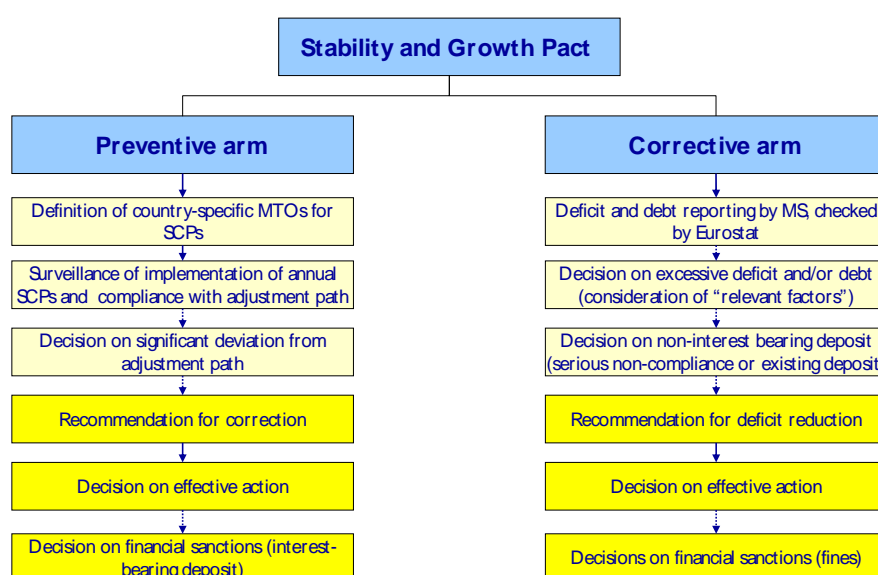 Stability and Growth Pact
Preventive arm
Definition of country-specific MTOs for
SCPs
Surveillance of implementation of annual
SCPs and compliance with adjustment path
Decision on significant deviation from
adjustment path
Recommendation for correction
Decision on effective action
Decision on financial sanctions (interest-
bearing deposit)
Corrective arm
Deficit and debt reporting by MS, checked
by Eurostat
Decision on excessive deficit and/or debt
(consideration of “relevant factors”)
Decision on non-interest bearing deposit
(serious non-compliance or existing deposit
Recommendation for deficit reduction
Decision on effective action
Decisions on financial sanctions (fines)